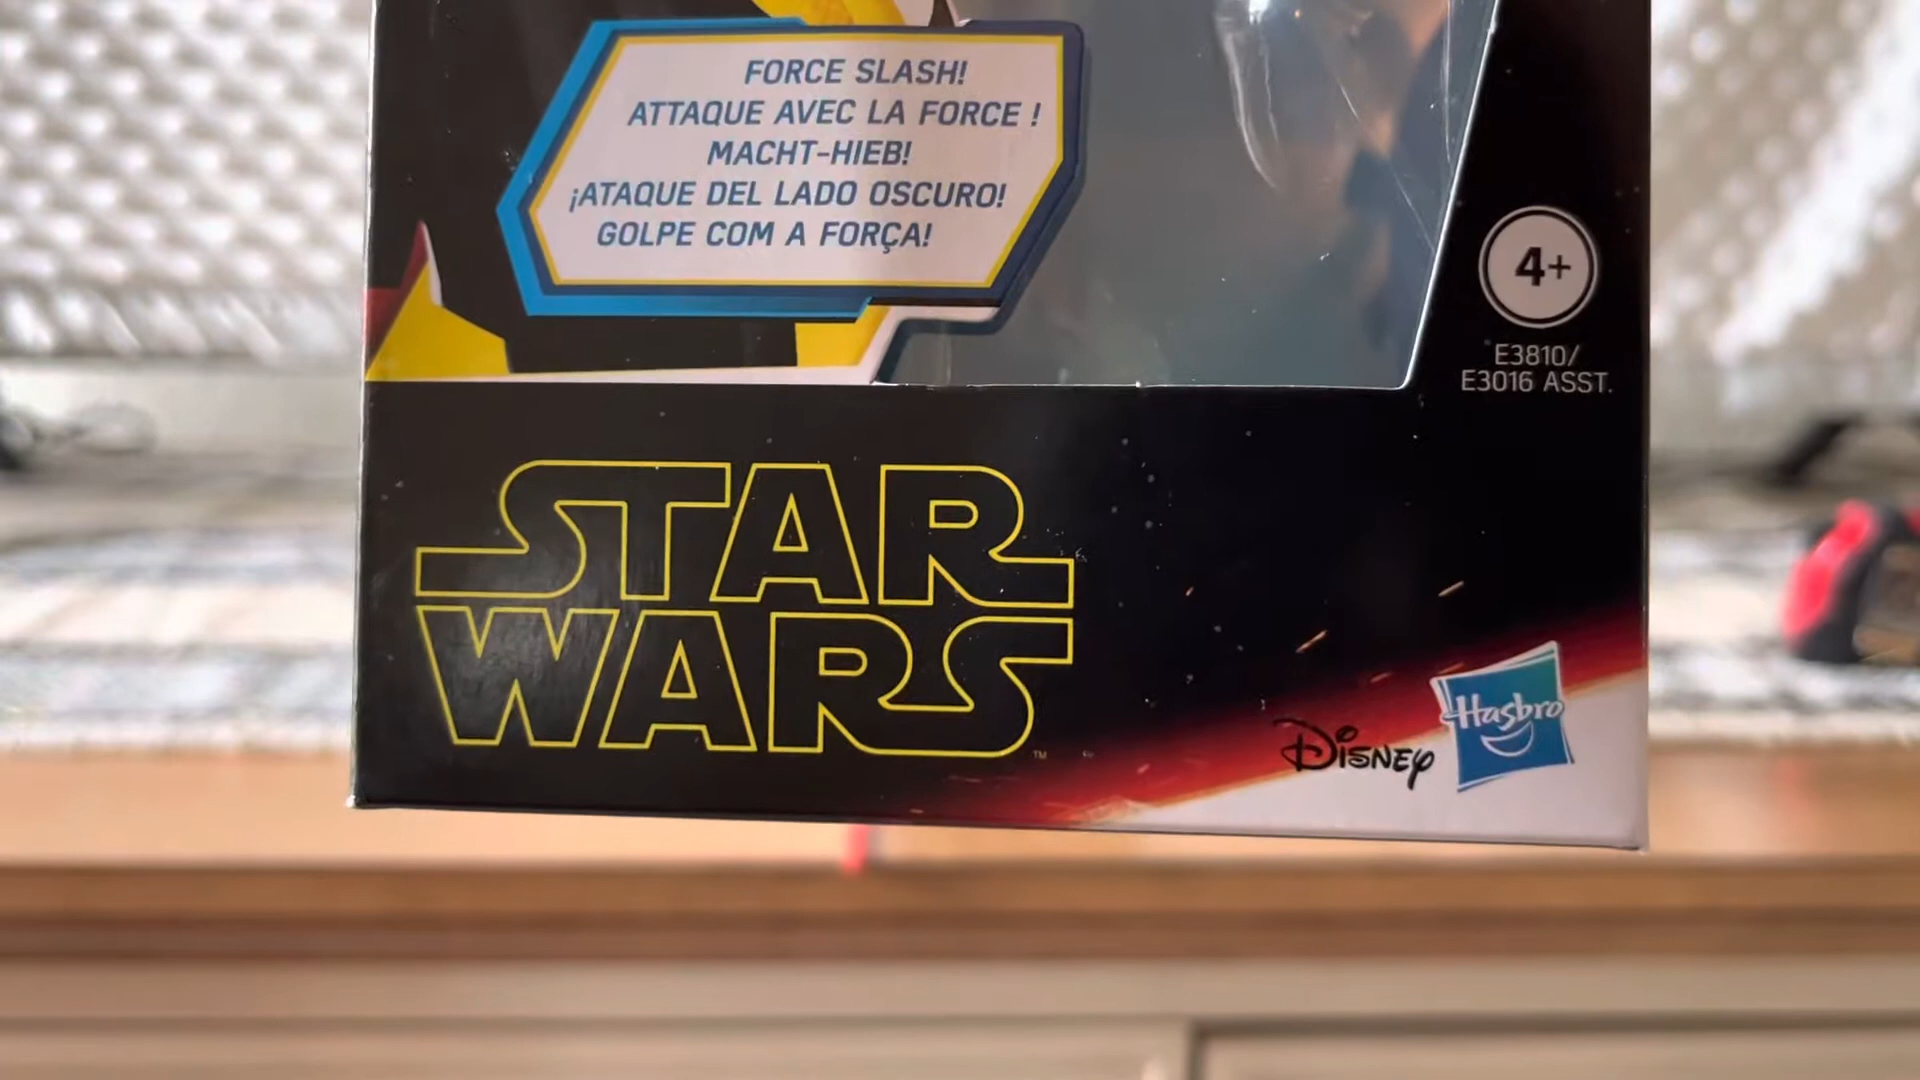 FORCE SLASH!
ATTAQUE AVEC LA FORCE !
MACHT-HIEB!
¡ATAQUE DEL LADO OSCURO!
GOLPE COM A FORÇA!
4+
E3810/
E3016 ASST.
STAR
WARS
™
Disney
Hasbro